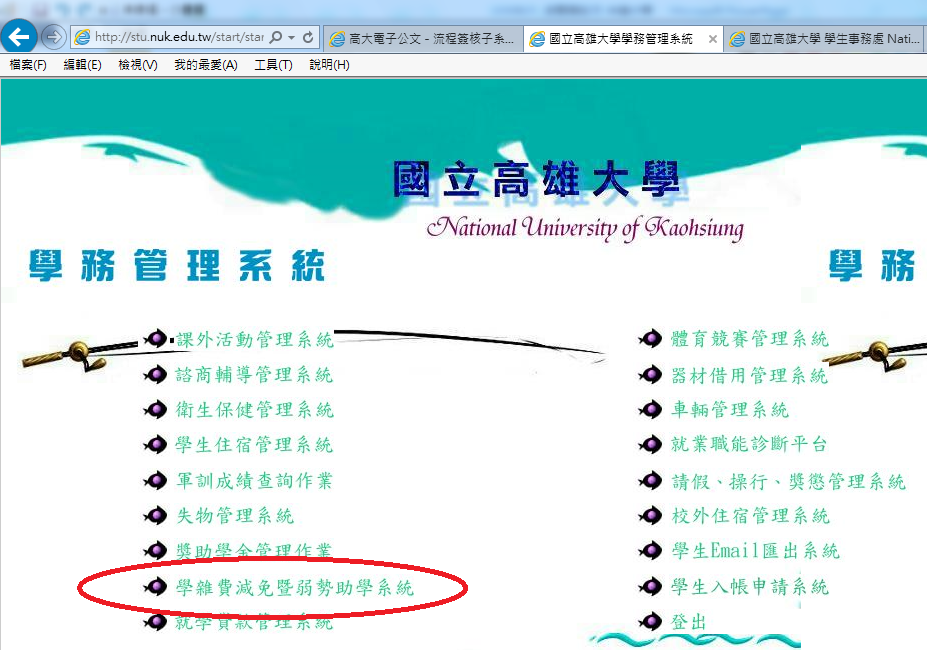 http://stu.nuk.edu.tw/start/star
高大電子公文 - 流程簽核子系...
國立高雄大學學務管理系統
國立高雄大學 學生事務處 Nati...
檔案(F) 編輯(E) 檢視(V) 我的最愛(A) 工具(T) 說明(H)
國立高雄大學
National University of Kaohsiung
學務管理系統
學務
課外活動管理系統
體育競賽管理系統
諮商輔導管理系統
器材借用管理系統
衛生保健管理系統
車輛管理系統
學生住宿管理系統
就業職能診斷平台
軍訓成績查詢作業
請假、操行、獎懲管理系統
失物管理系統
校外住宿管理系統
獎助學金管理作業
學生Email匯出系統
學雜費減免暨弱勢助學系統
學生入帳申請系統
就學貸款管理系統
登出